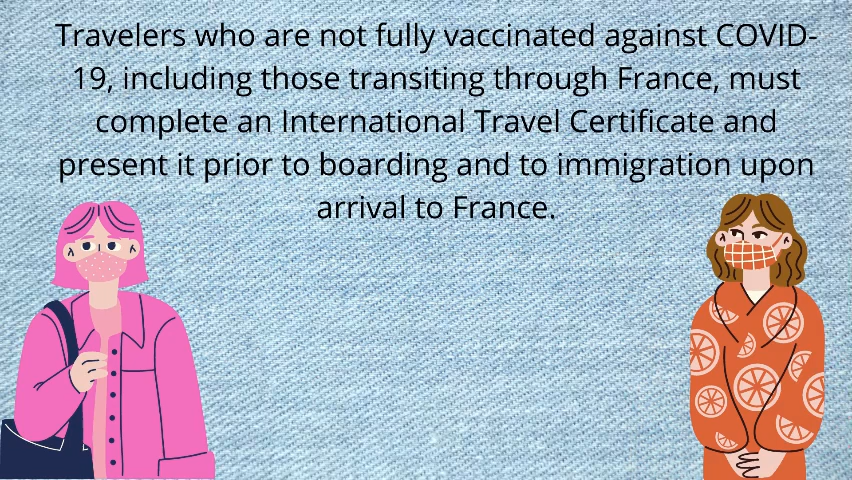 Travelers who are not fully vaccinated against COVID-
19, including those transiting through France, must
complete an International Travel Certificate and
present it prior to boarding and to immigration upon
arrival to France.